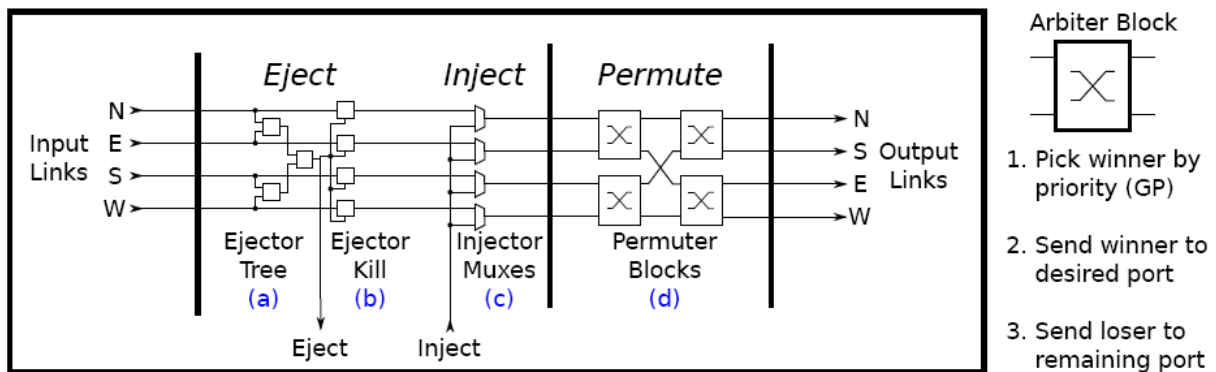 Eject
Inject
Permute
N
E
S
W
Input
Links
Ejector
Tree
(a)
Ejector
Kill
(b)
Injector
Muxes
(c)
Permuter
Blocks
(d)
Eject
Inject
N
S
E
W
Output
Links
Arbiter Block
1. Pick winner by
priority (GP)
2. Send winner to
desired port
3. Send loser to
remaining port